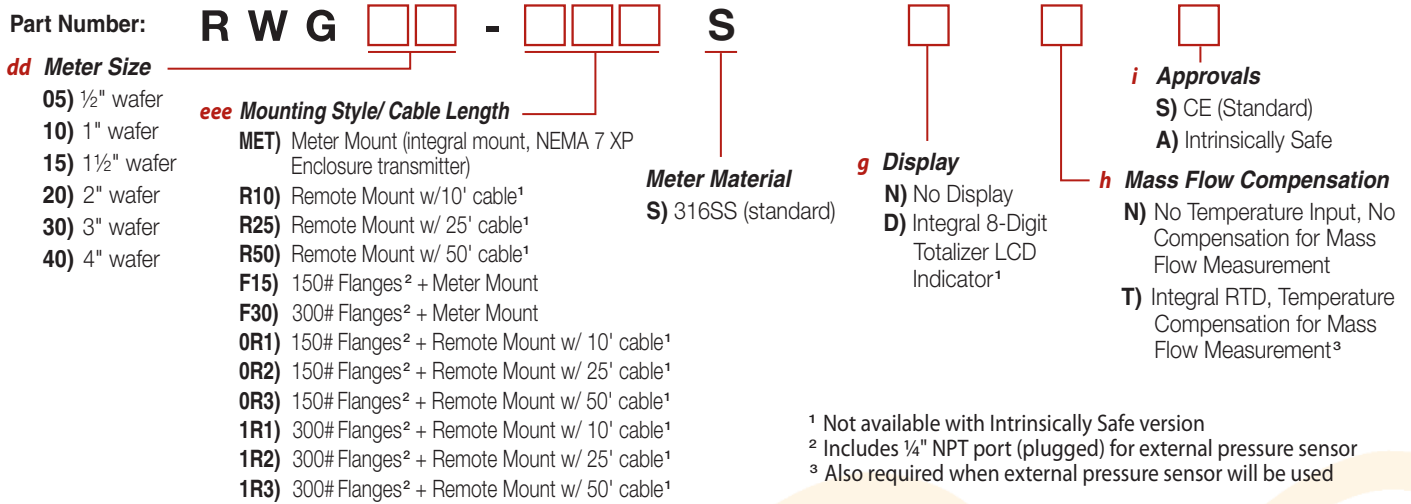 Part Number: R W G □□ - □□□ S □ □ □
dd Meter Size
05) ½" wafer
10) 1" wafer
15) 1½" wafer
20) 2" wafer
30) 3" wafer
40) 4" wafer
eee Mounting Style/ Cable Length
MET) Meter Mount (integral mount, NEMA 7 XP
Enclosure transmitter)
R10) Remote Mount w/10' cable¹
R25) Remote Mount w/ 25' cable¹
R50) Remote Mount w/ 50' cable¹
F15) 150# Flanges² + Meter Mount
F30) 300# Flanges² + Meter Mount
0R1) 150# Flanges² + Remote Mount w/ 10' cable¹
0R2) 150# Flanges² + Remote Mount w/ 25' cable¹
0R3) 150# Flanges² + Remote Mount w/ 50' cable¹
1R1) 300# Flanges² + Remote Mount w/ 10' cable¹
1R2) 300# Flanges² + Remote Mount w/ 25' cable¹
1R3) 300# Flanges² + Remote Mount w/ 50' cable¹
Meter Material
S) 316SS (standard)
g Display
N) No Display
D) Integral 8-Digit
Totalizer LCD
Indicator¹
h Mass Flow Compensation
N) No Temperature Input, No
Compensation for Mass
Flow Measurement
T) Integral RTD, Temperature
Compensation for Mass
Flow Measurement³
i Approvals
S) CE (Standard)
A) Intrinsically Safe
¹ Not available with Intrinsically Safe version
² Includes ¼" NPT port (plugged) for external pressure sensor
³ Also required when external pressure sensor will be used